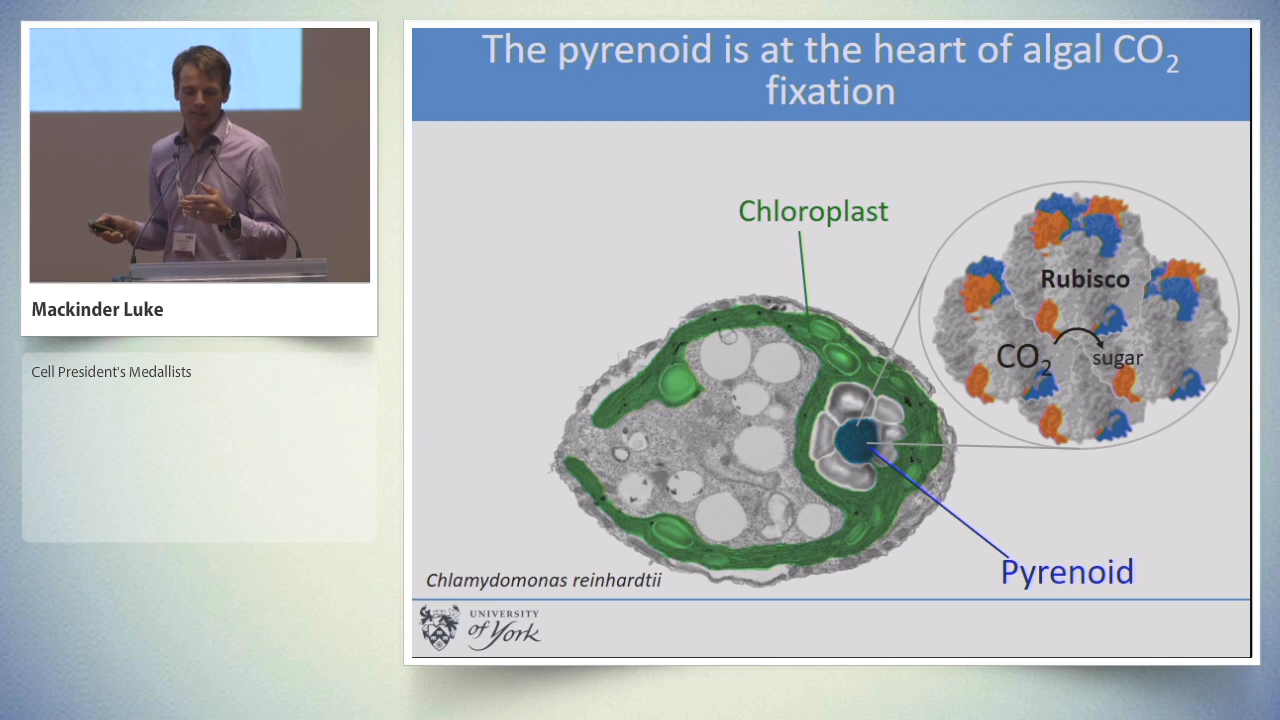 The pyrenoid is at the heart of algal CO2
fixation
Chloroplast
Rubisco
CO2
sugar
Mackinder Luke
Cell President's Medallists
Pyrenoid
Chlamydomonas reinhardtii
UNIVERSITY
of York